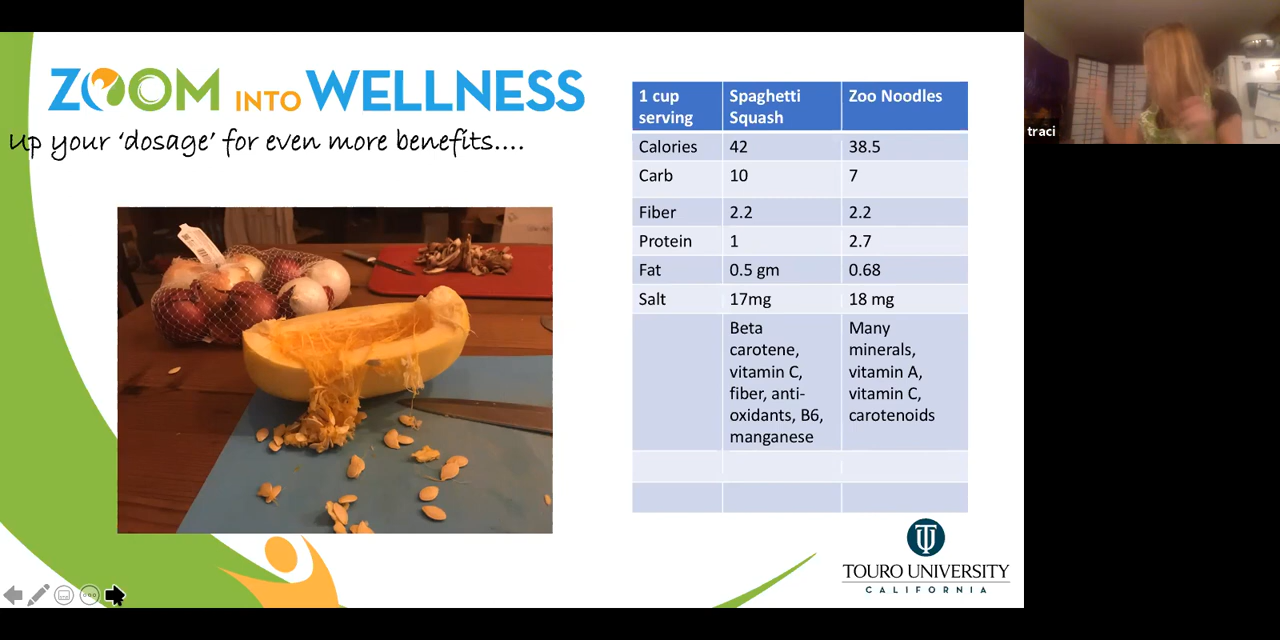 ZOOM INTO WELLNESS
Up your 'dosage' for even more benefits....
1 cup serving Spaghetti Squash Zoo Noodles
Calories 42 38.5
Carb 10 7
Fiber 2.2 2.2
Protein 1 2.7
Fat 0.5 gm 0.68
Salt 17mg 18 mg
Beta
carotene,
vitamin C,
fiber, anti-
oxidants, B6,
manganese
Many
minerals,
vitamin A,
vitamin C,
carotenoids
TOURO UNIVERSITY
CALIFORNIA
traci